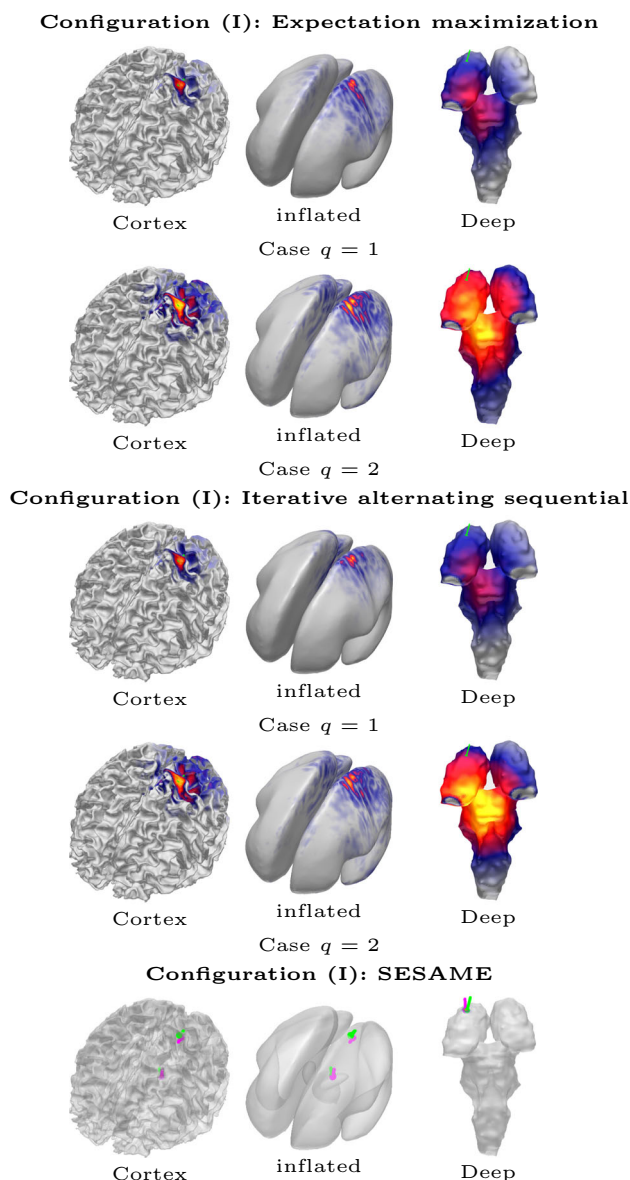 Configuration (I): Expectation maximization
Cortex inflated Deep
Case q = 1
Cortex inflated Deep
Case q = 2
Configuration (I): Iterative alternating sequential
Cortex inflated Deep
Case q = 1
Cortex inflated Deep
Case q = 2
Configuration (I): SESAME
Cortex inflated Deep